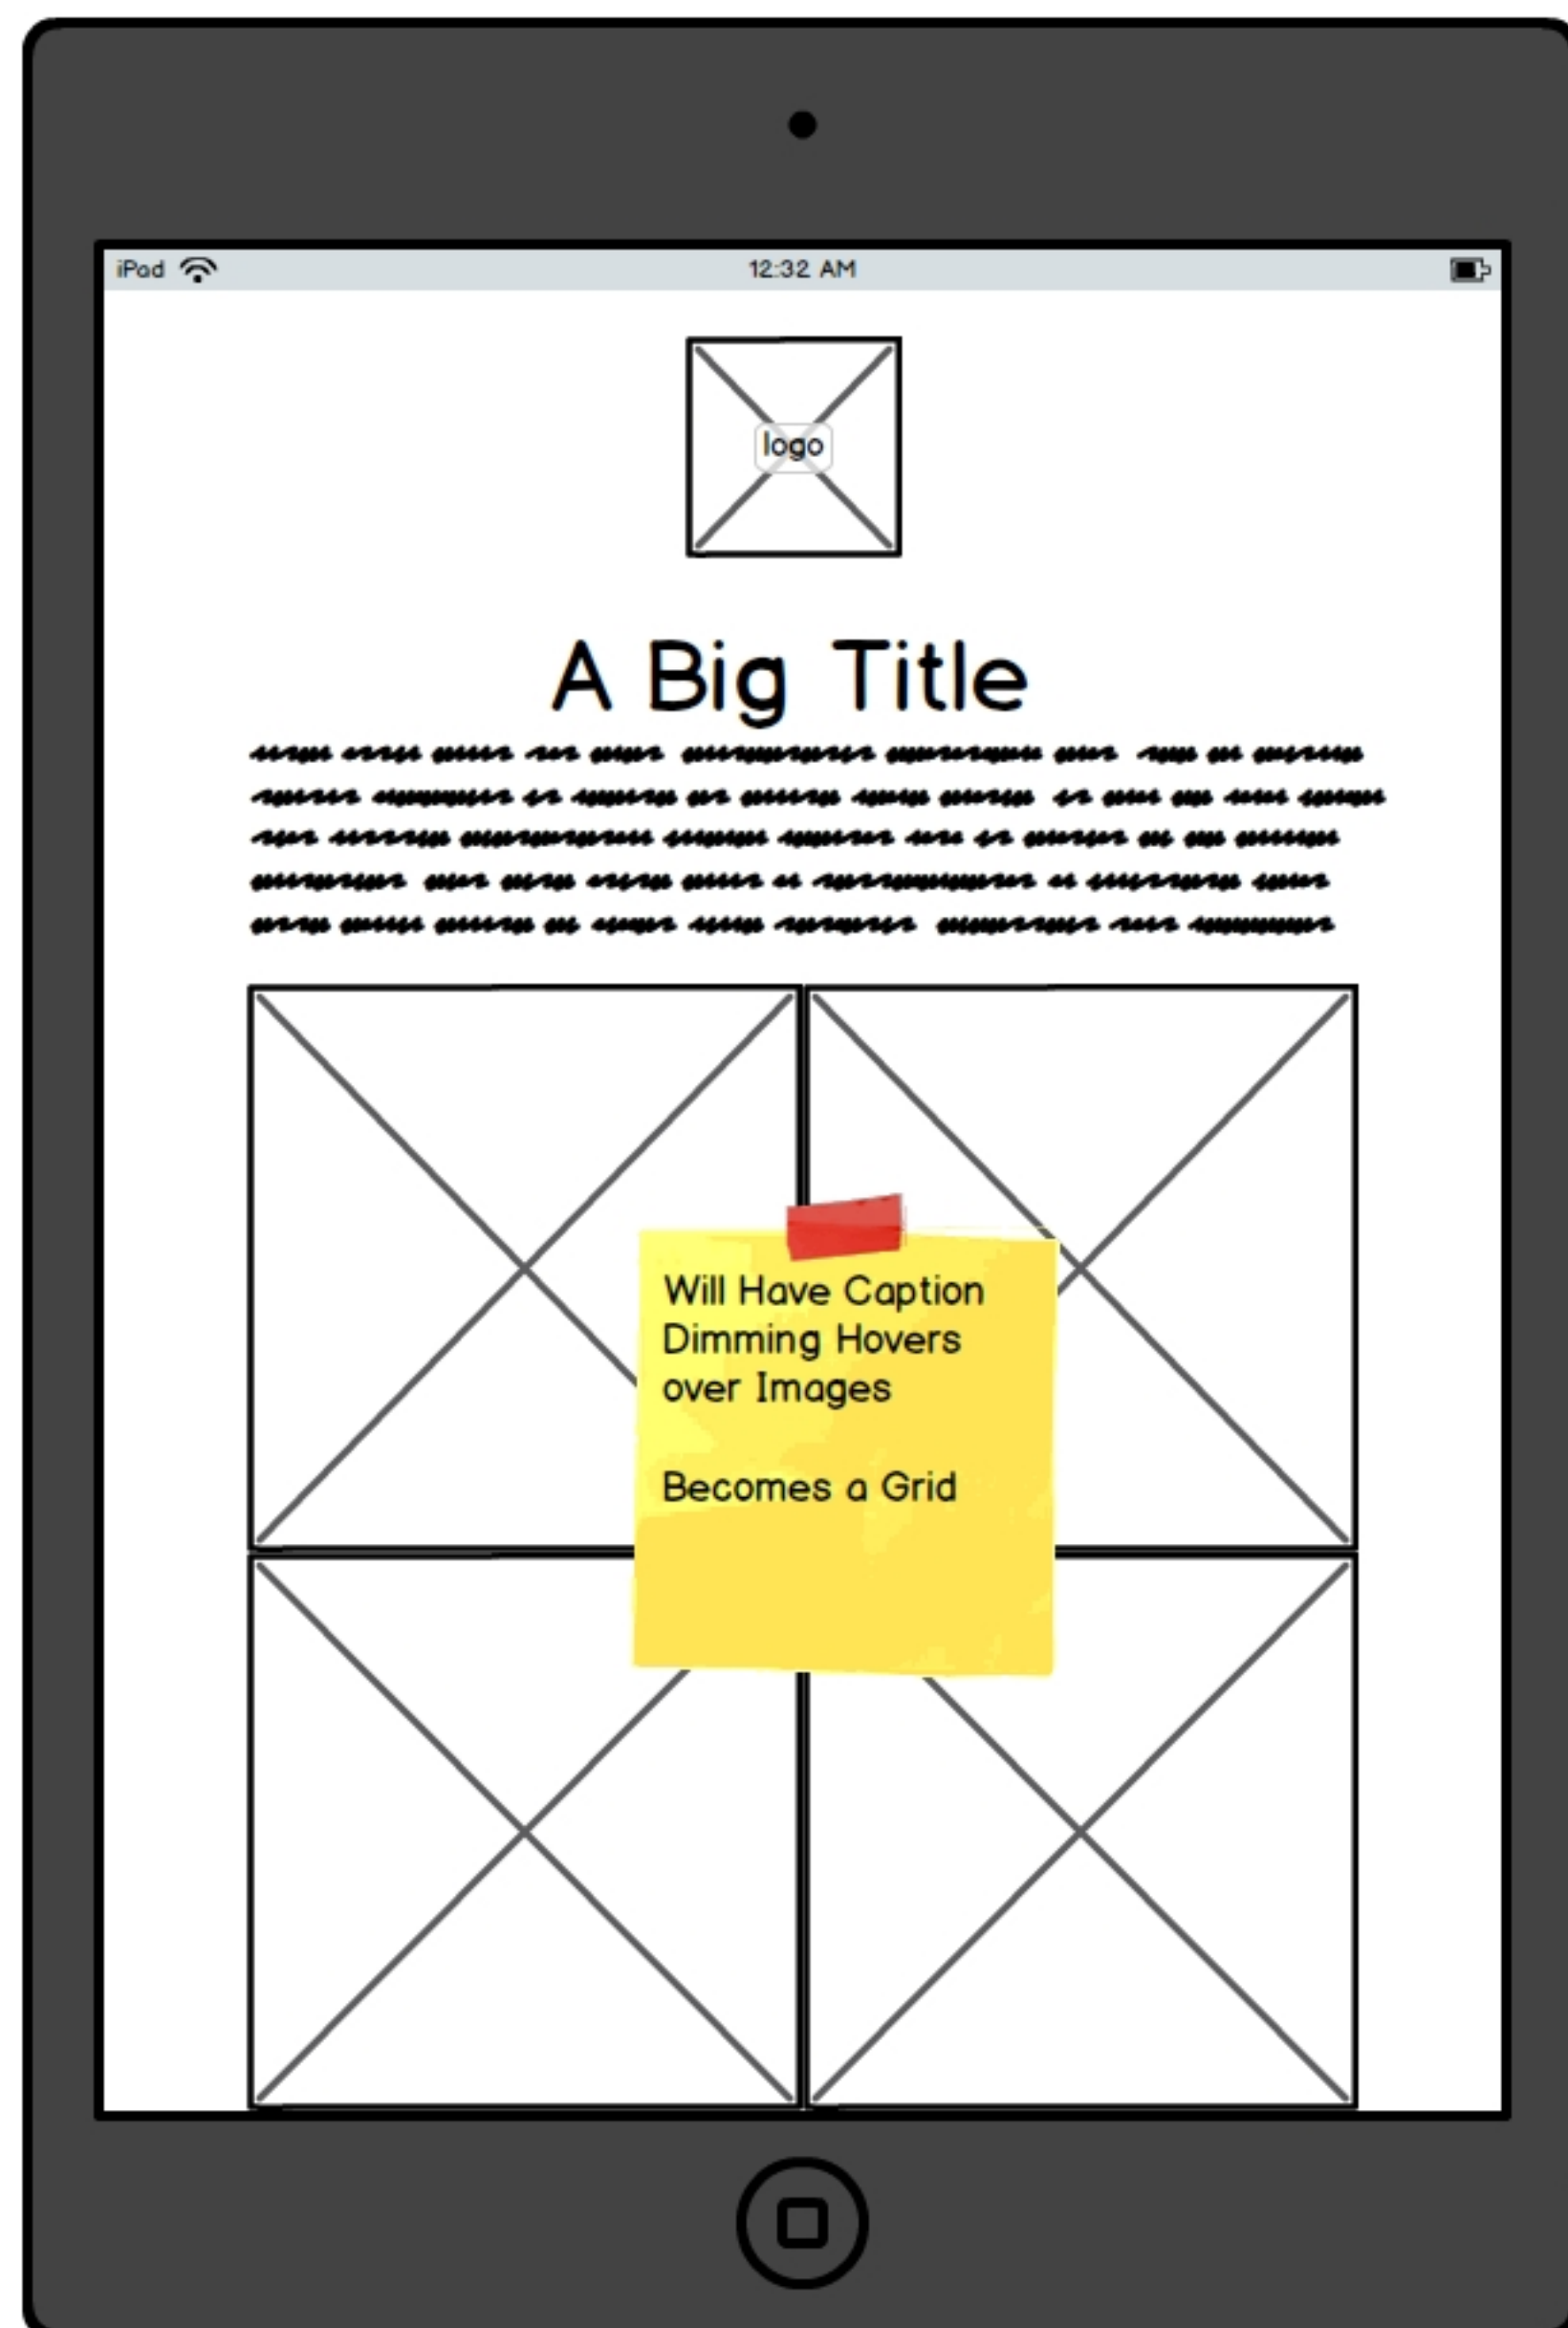 iPad
12:32 AM
logo
A Big Title
Will Have Caption
Dimming Hovers
over Images
Becomes a Grid